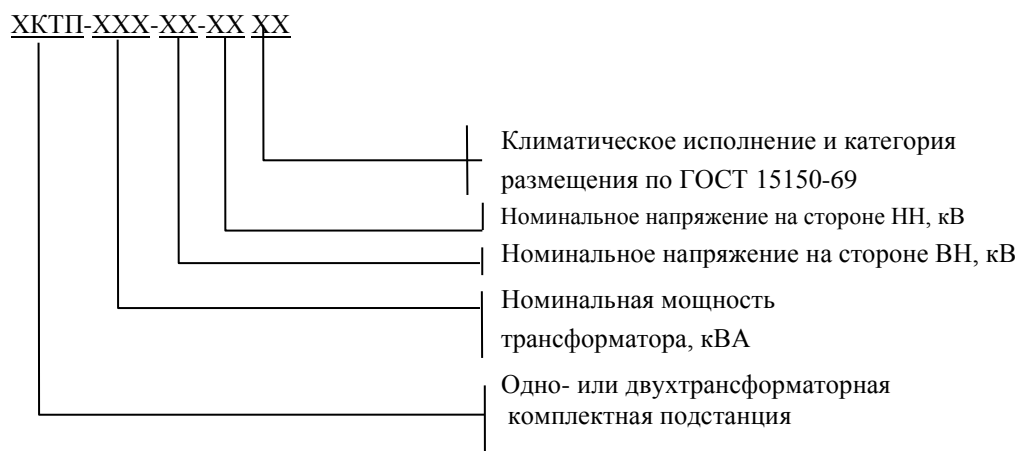 ХКТП-ХХХ-ХХ-ХХ ХХ
Климатическое исполнение и категория
размещения по ГОСТ 15150-69
Номинальное напряжение на стороне НН, кВ
Номинальное напряжение на стороне ВН, кВ
Номинальная мощность
трансформатора, кВА
Одно- или двухтрансформаторная
комплектная подстанция